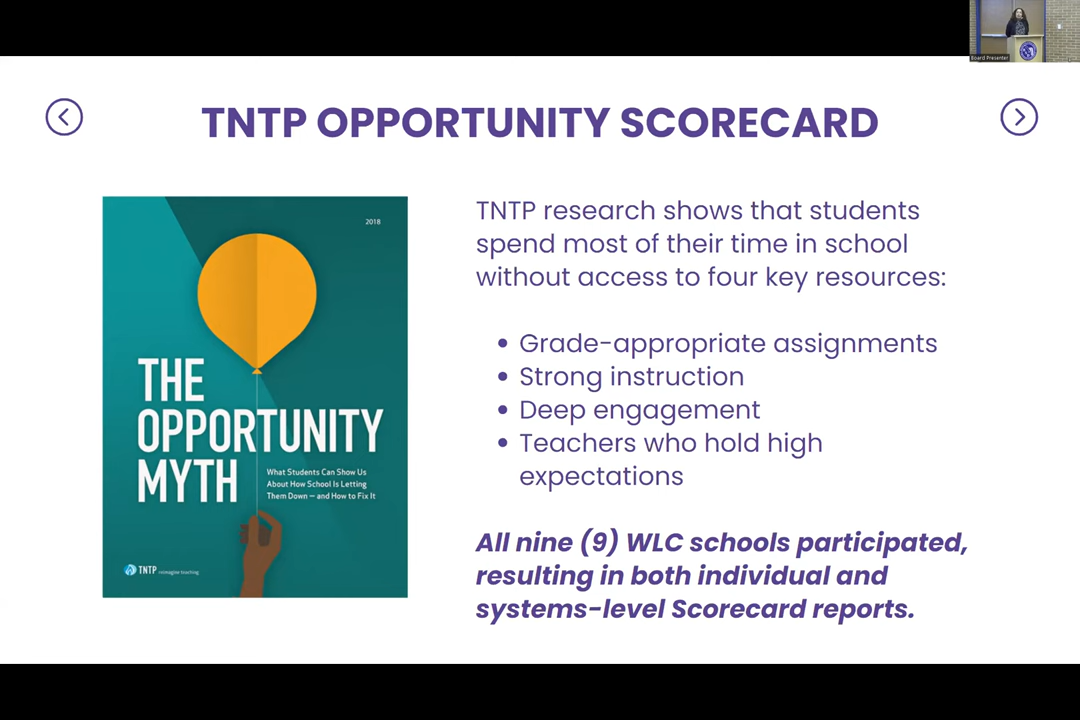 Board Presenter
TNTP OPPORTUNITY SCORECARD
2018
THE
OPPORTUNITY
MYTH
What Students Can Show Us
About How School Is Letting
Them Down – and How to Fix It
TNTP reimagine teaching
TNTP research shows that students
spend most of their time in school
without access to four key resources:
• Grade-appropriate assignments
• Strong instruction
• Deep engagement
• Teachers who hold high
expectations
All nine (9) WLC schools participated,
resulting in both individual and
systems-level Scorecard reports.